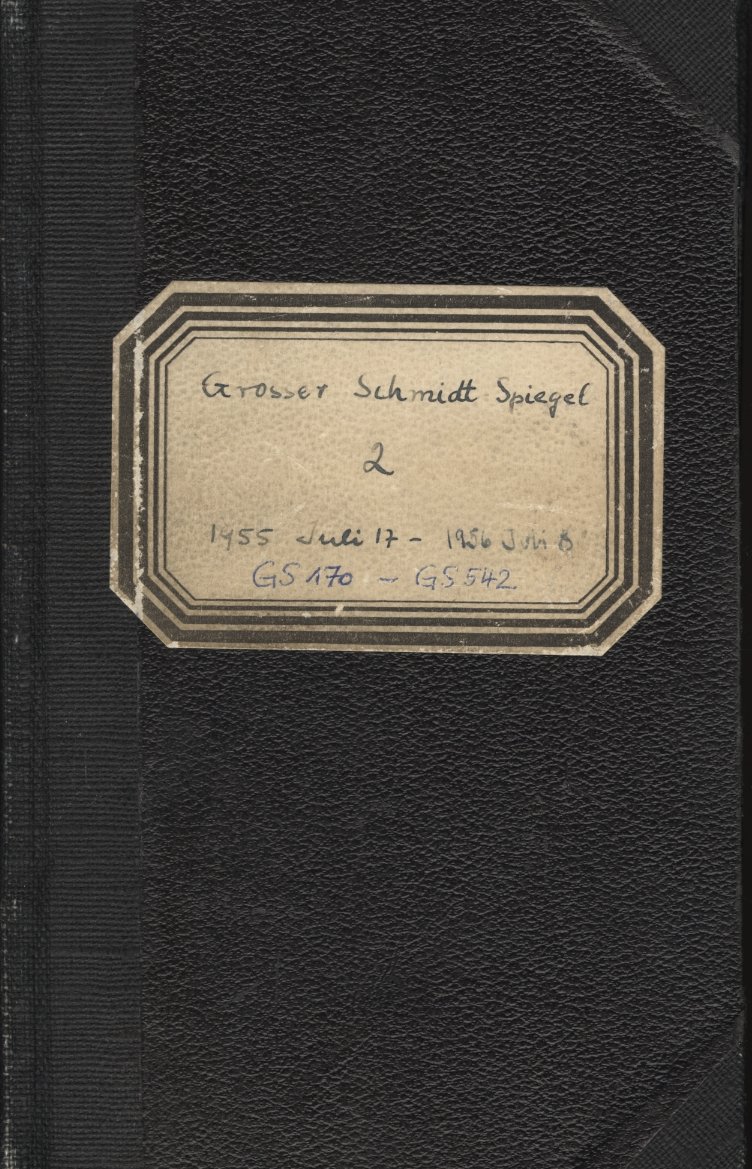 Grosser Schmidt Spiegel
2
1955 Juli 17 - 1956 Juli 8
GS 170 - GS 542